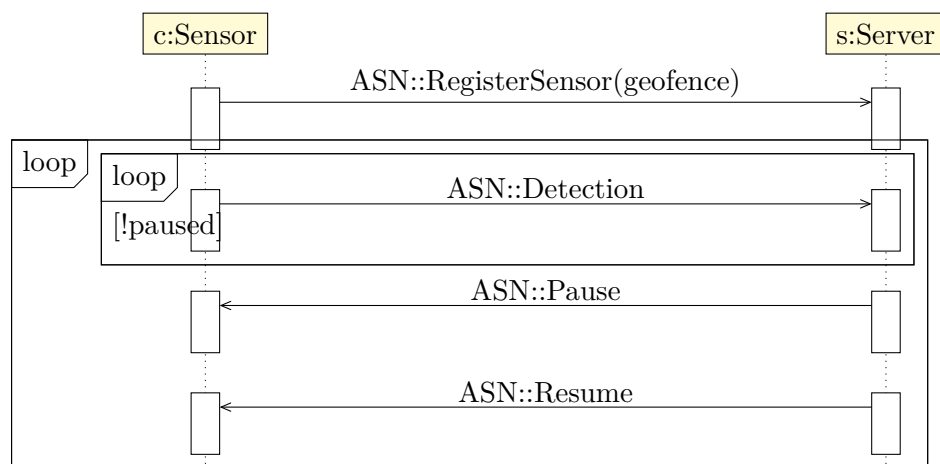 c:Sensor
s:Server
ASN::RegisterSensor(geofence)
loop
loop
ASN::Detection
[!paused]
ASN::Pause
ASN::Resume